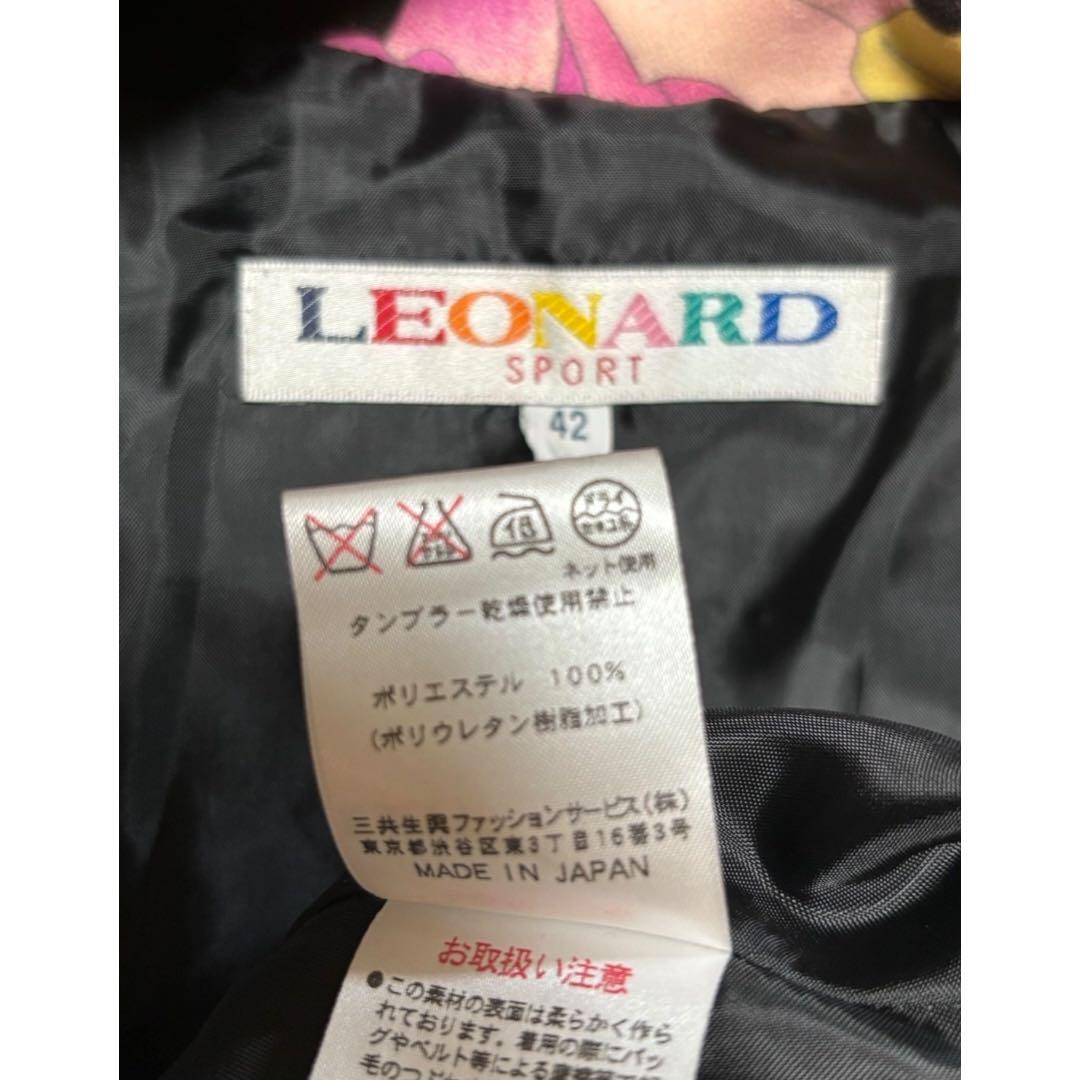 LEONARD
SPORT
42
ドライ
セキユ系
ネット使用
タンブラー乾燥使用禁止
ポリエステル 100%
(ポリウレタン樹脂加工)
三共生興ファッションサービス(株)
東京都渋谷区東3丁目16番3号
MADE IN JAPAN
お取扱い注意
●この素材の表面は柔らかく作ら
れております。着用の際にバッ
グやベルト等による
毛のつぶ